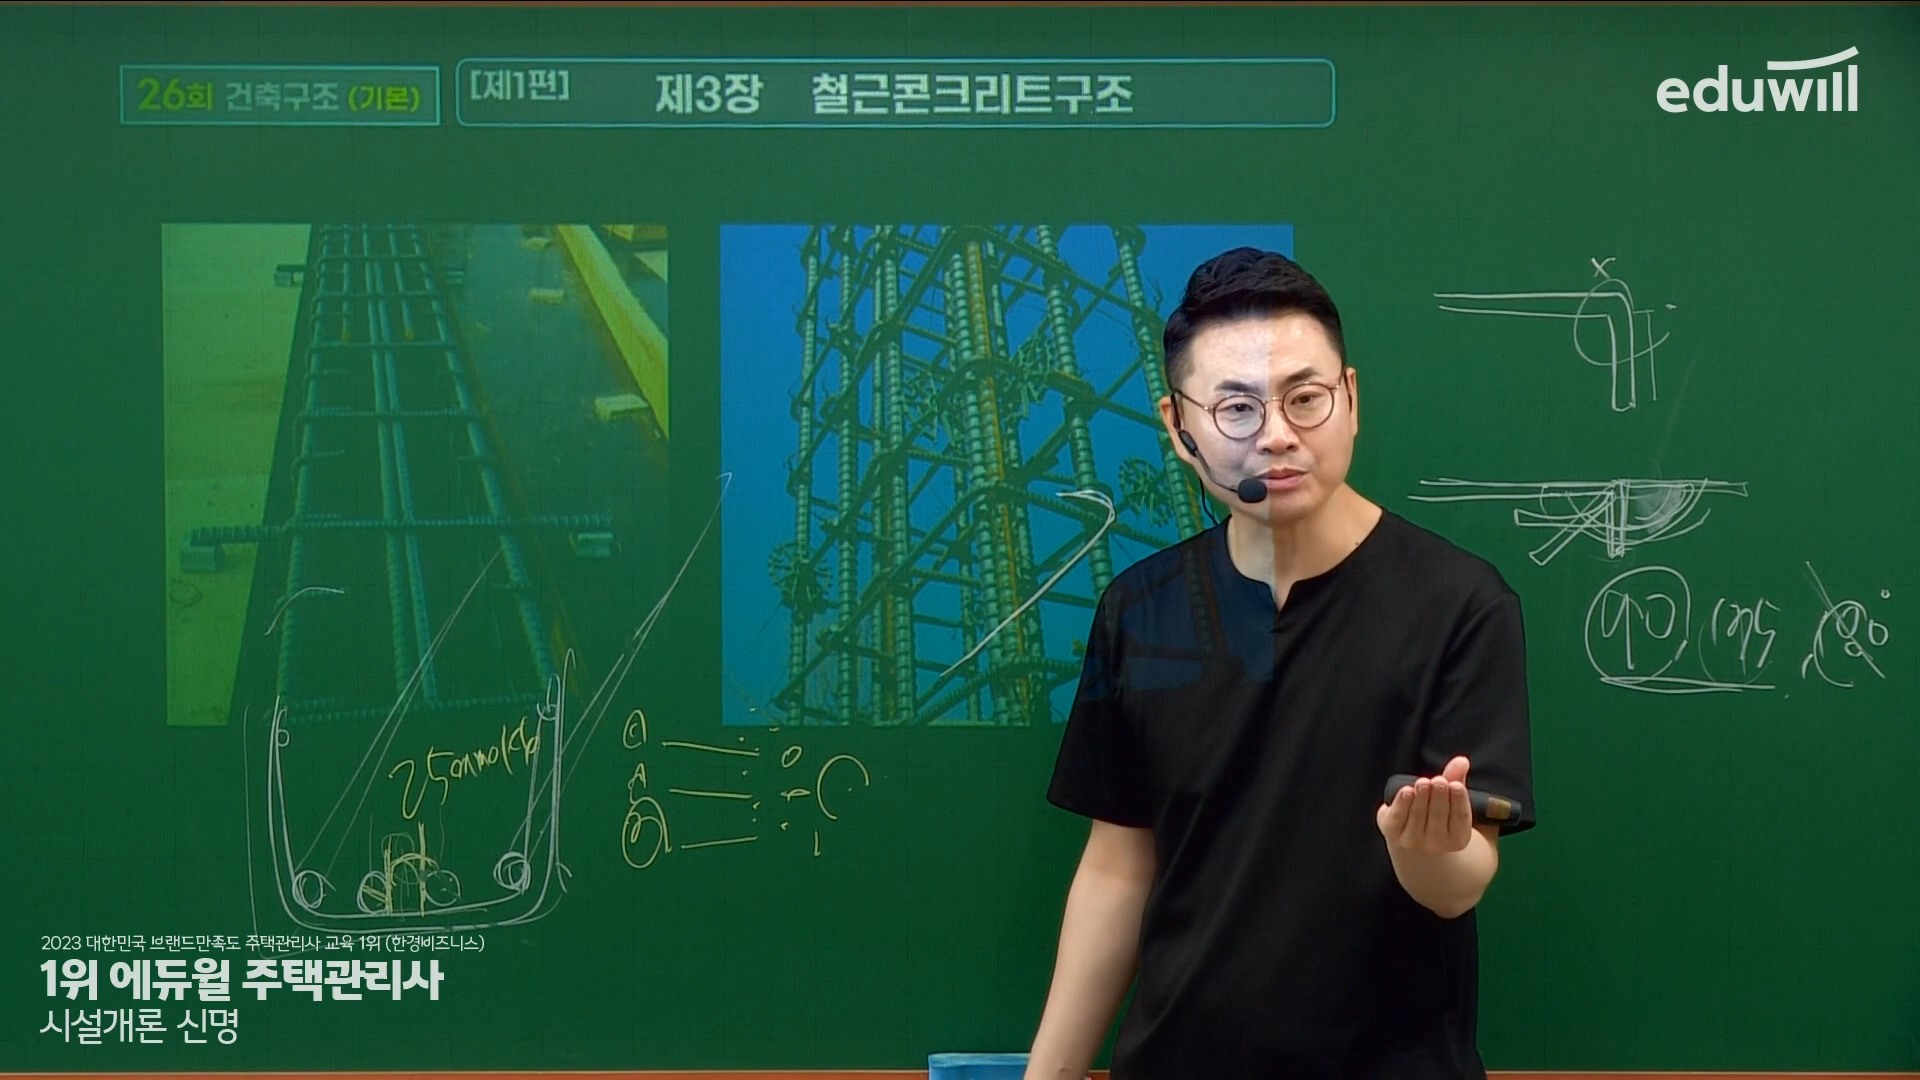 26회 건축구조 (기본)
[제1편] 제3장 철근콘크리트구조
eduwill
X
90, 135, 180°
25mm이상
2023 대한민국 브랜드만족도 주택관리사 교육 1위 (한경비즈니스)
1위 에듀윌 주택관리사
시설개론 신명